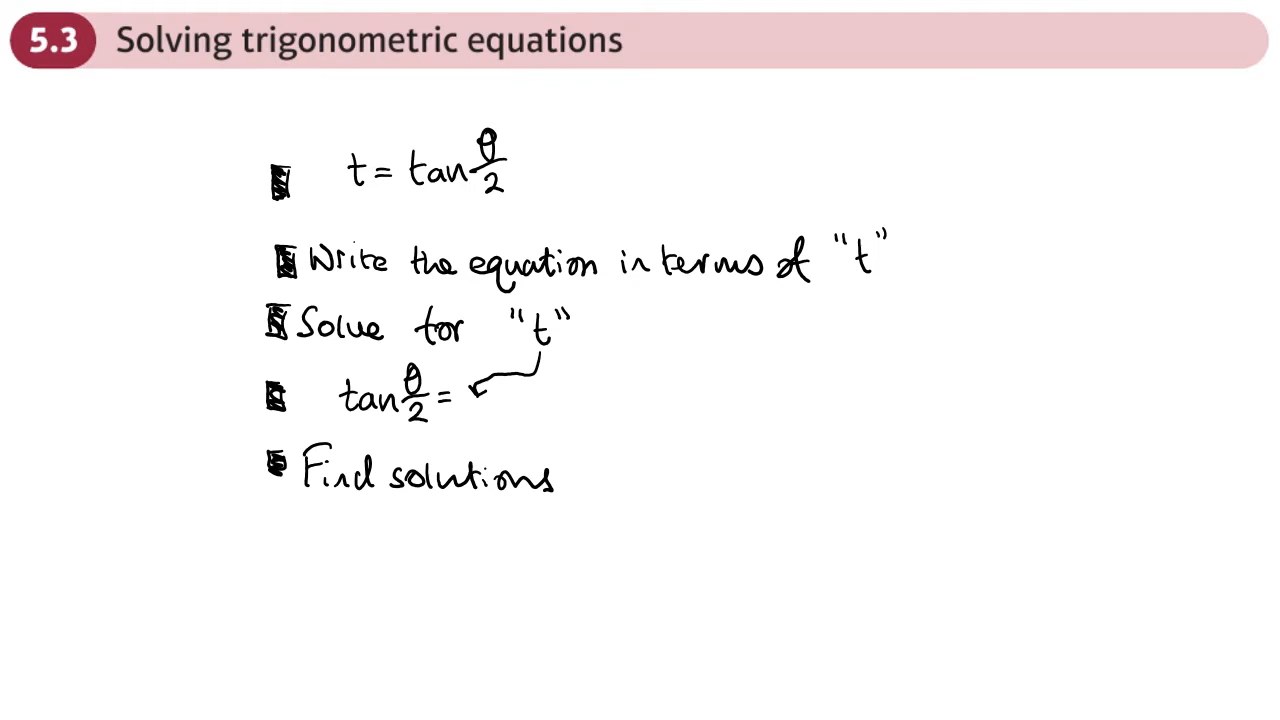 5.3 Solving trigonometric equations
t = tan θ/2
Write the equation in terms of "t"
Solve for "t"
tan θ/2 =
Find solutions